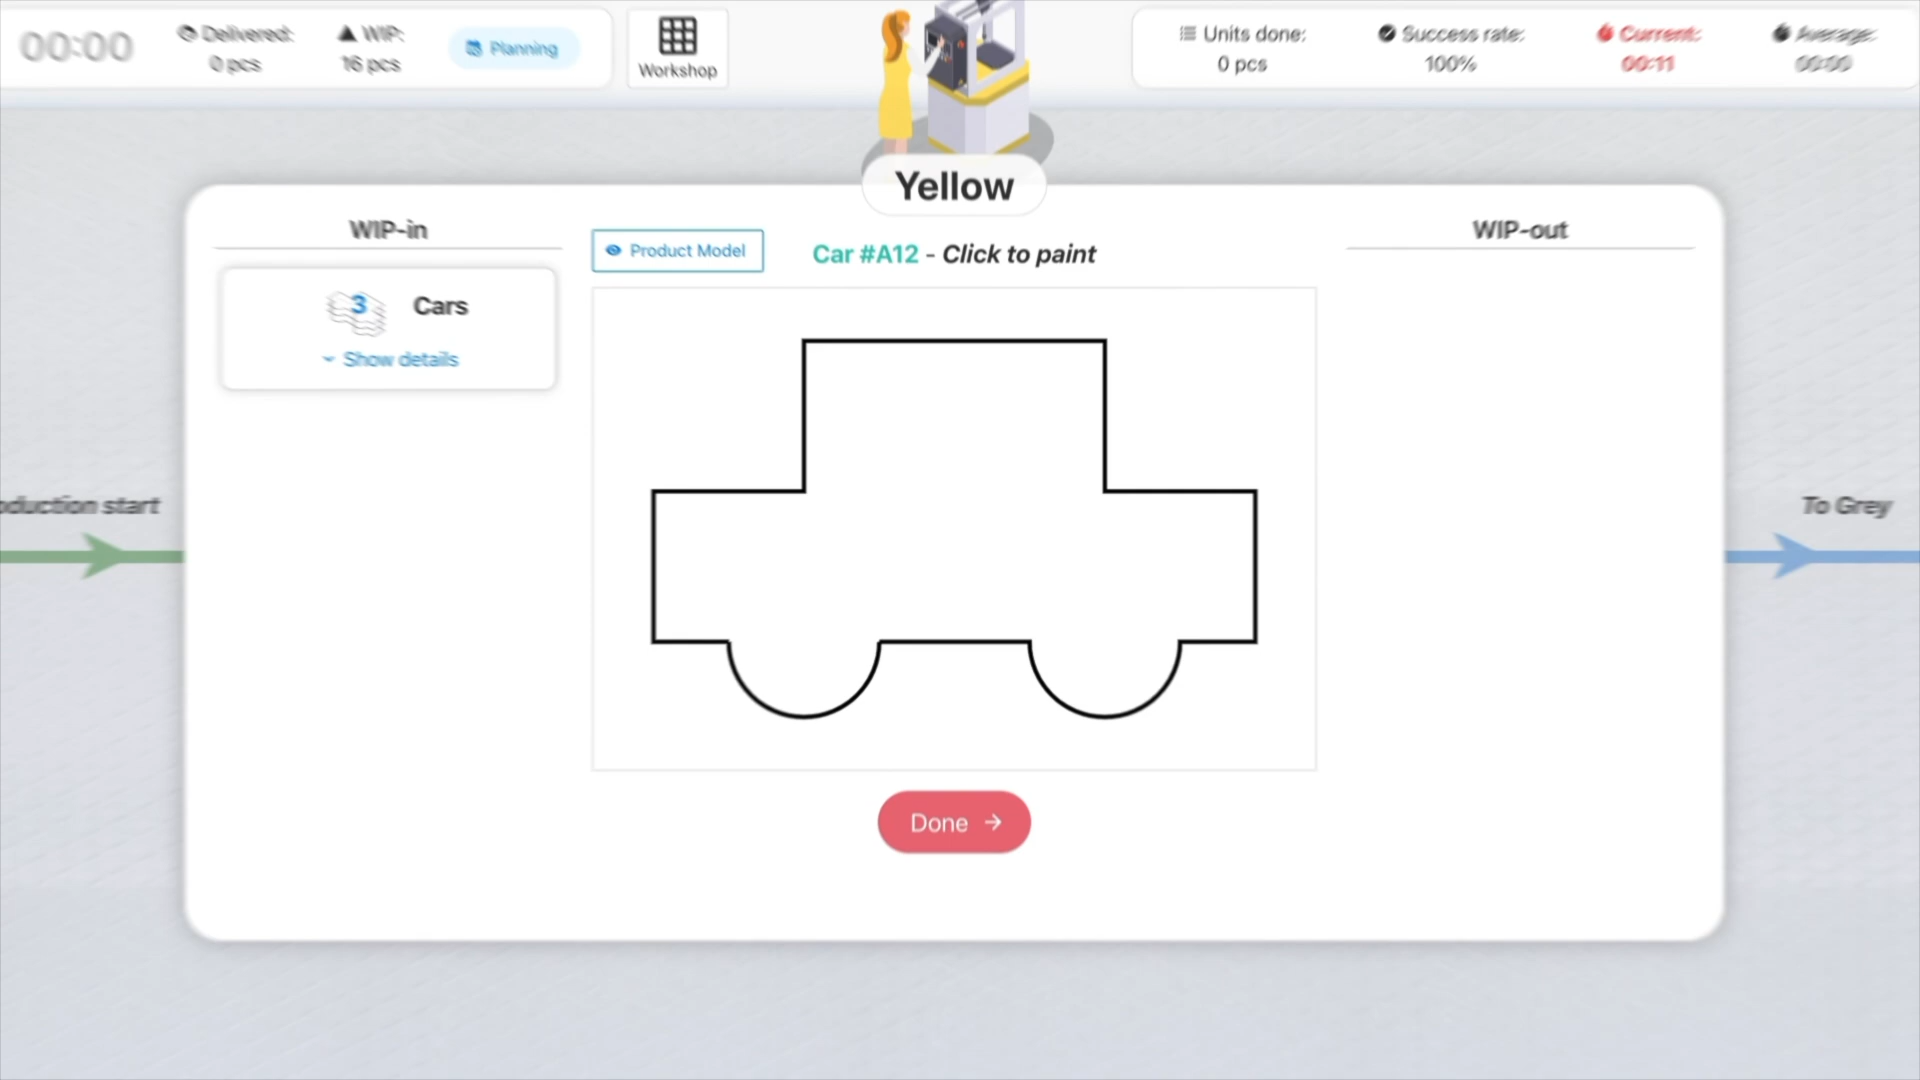 00:00
Delivered:
0 pcs
WIP:
16 pcs
Planning
Workshop
Units done:
0 pcs
Success rate:
100%
Current:
00:11
Average:
00:00
Yellow
WIP-in
Product Model
Car #A12 - Click to paint
WIP-out
3
Cars
Show details
oduction start
To Grey
Done